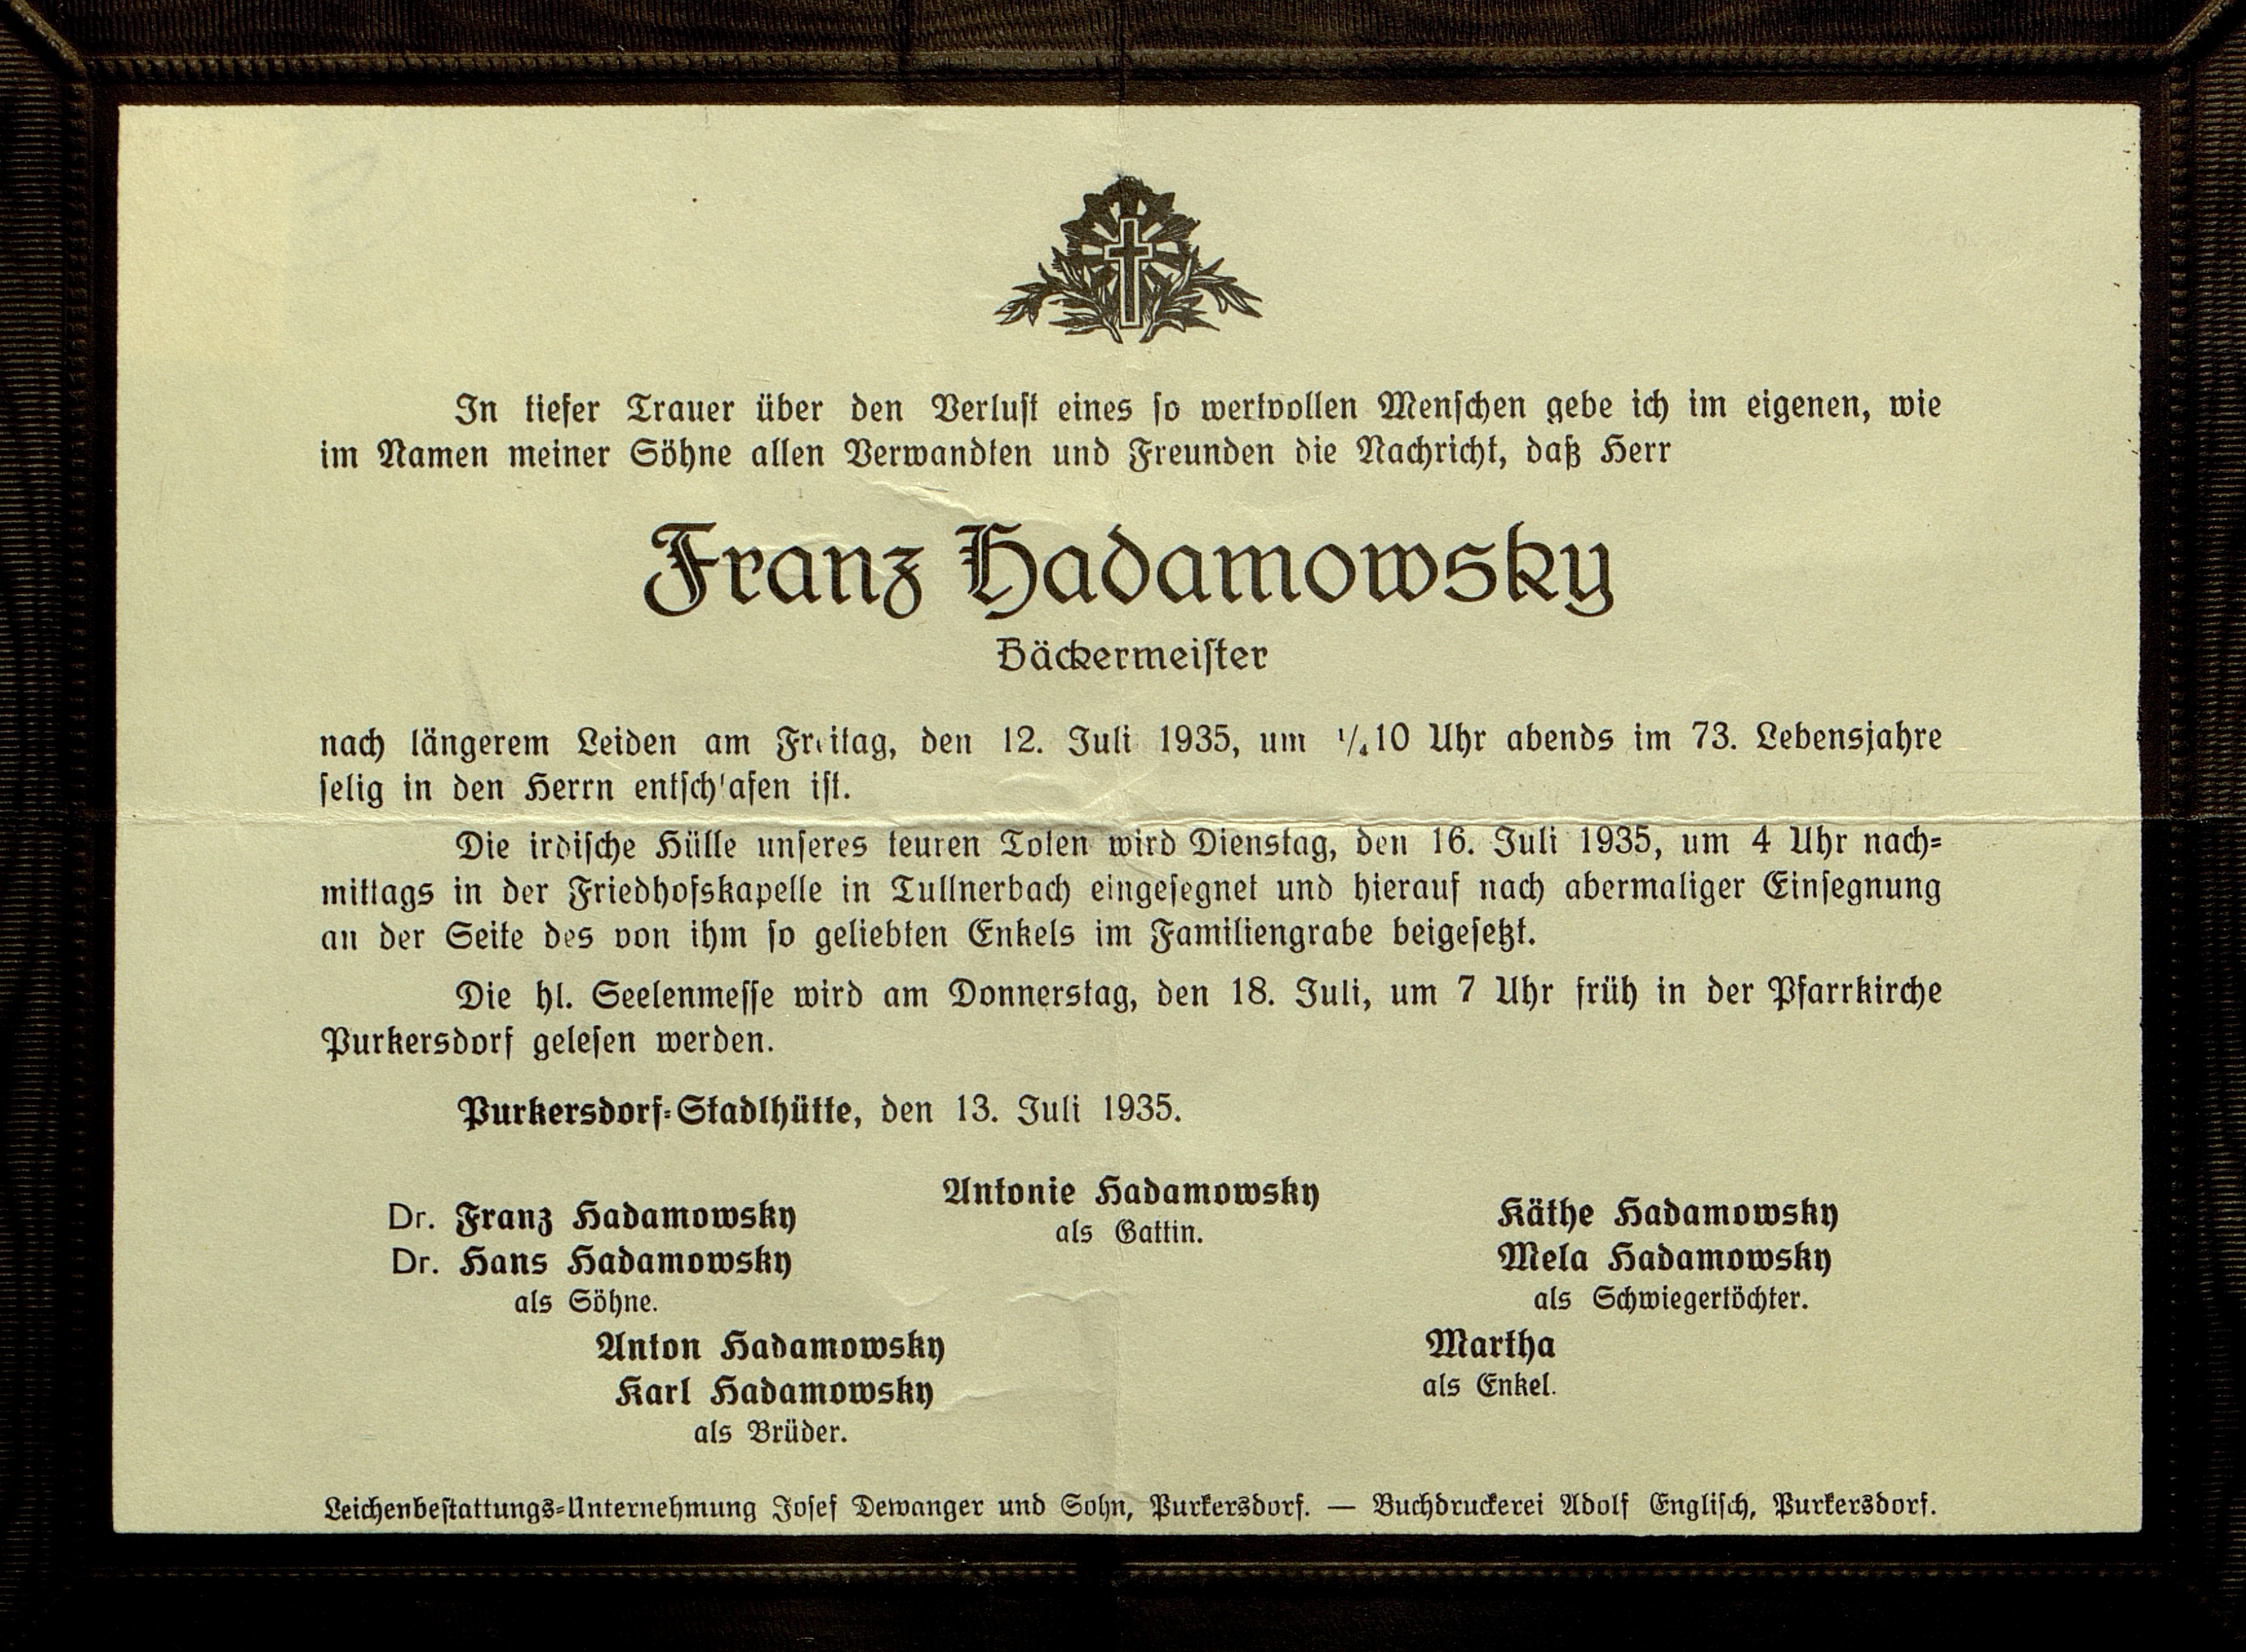 In tiefer Trauer über den Verlust eines so wertvollen Menschen gebe ich im eigenen, wie
im Namen meiner Söhne allen Verwandten und Freunden die Nachricht, daß Herr
Franz Hadamowsky
Bäckermeister
nach längerem Leiden am Freitag, den 12. Juli 1935, um 1/4 10 Uhr abends im 73. Lebensjahre
selig in den Herrn entschlafen ist.
Die irdische Hülle unseres teuren Toten wird Dienstag, den 16. Juli 1935, um 4 Uhr nach-
mittags in der Friedhofskapelle in Tullnerbach eingesegnet und hierauf nach abermaliger Einsegnung
an der Seite des von ihm so geliebten Enkels im Familiengrabe beigesetzt.
Die hl. Seelenmesse wird am Donnerstag, den 18. Juli, um 7 Uhr früh in der Pfarrkirche
Purkersdorf gelesen werden.
Purkersdorf-Stadlhütte, den 13. Juli 1935.
Antonie Hadamowsky
als Gattin.
Dr. Franz Hadamowsky
Dr. Hans Hadamowsky
als Söhne.
Käthe Hadamowsky
Mela Hadamowsky
als Schwiegertöchter.
Anton Hadamowsky
Karl Hadamowsky
als Brüder.
Martha
als Enkel.
Leichenbestattungs-Unternehmung Josef Dewanger und Sohn, Purkersdorf. — Buchdruckerei Adolf Englisch, Purkersdorf.